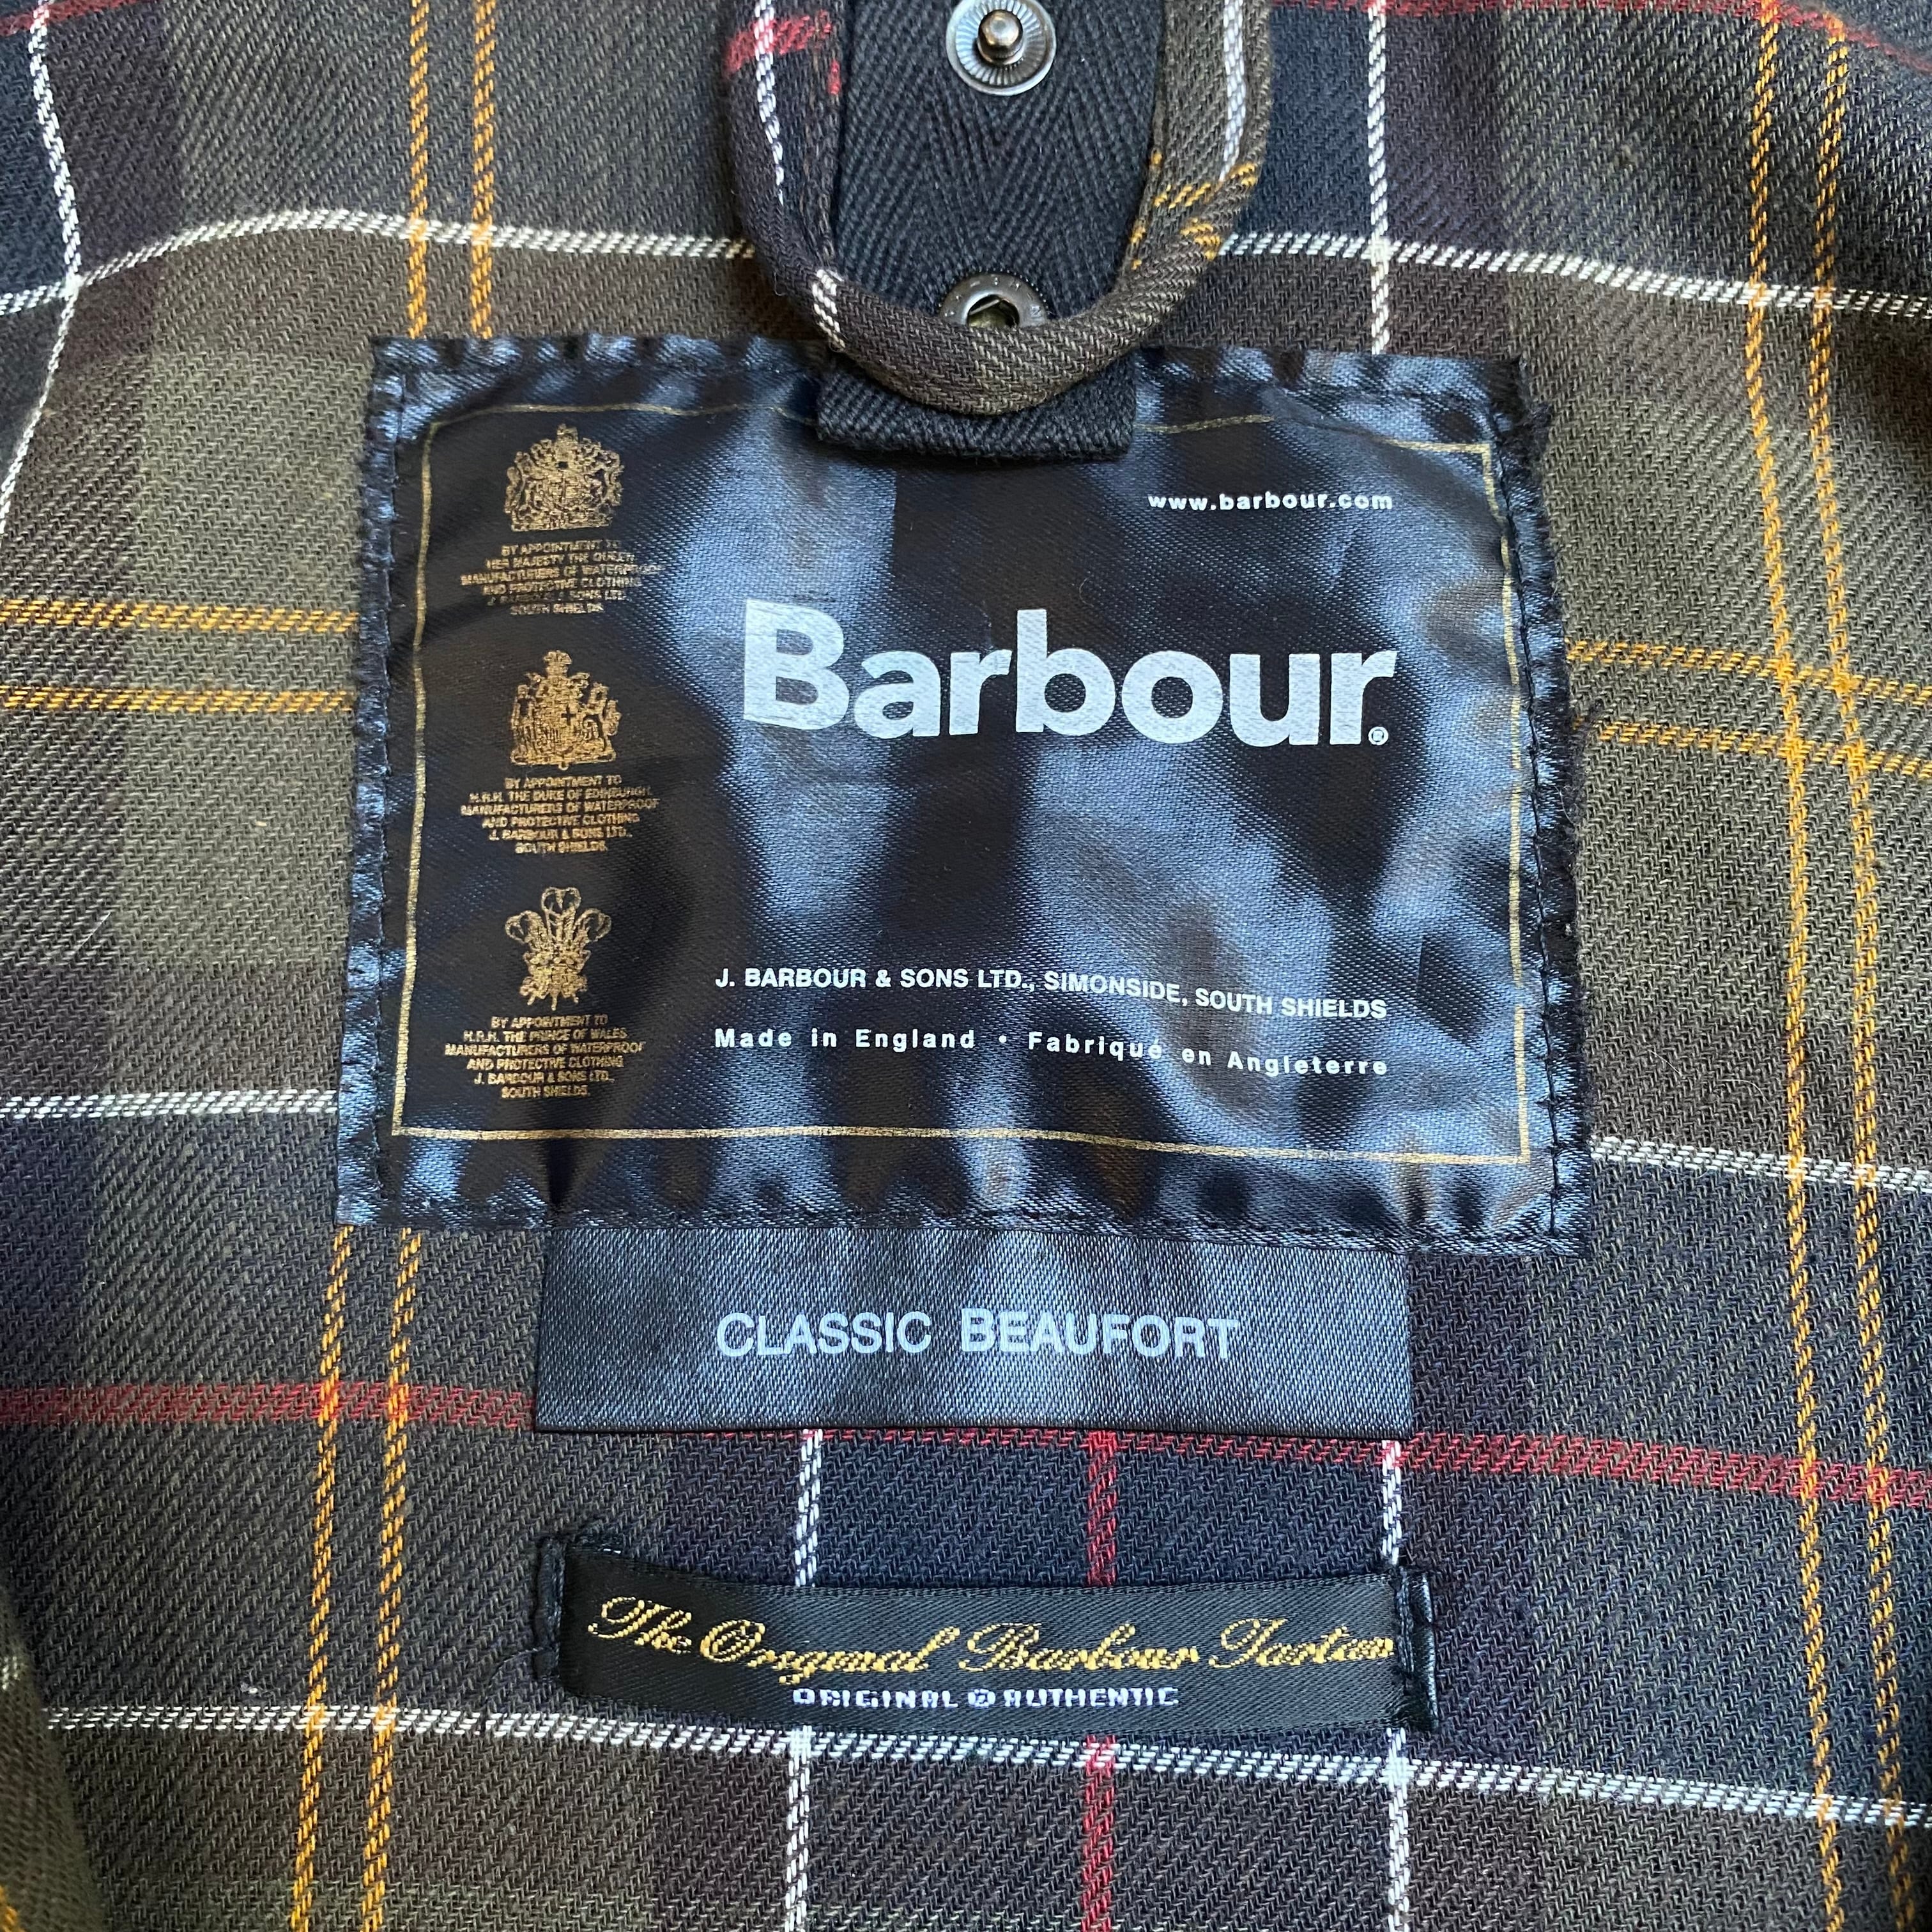 www.barbour.com
Barbour®
BY APPOINTMENT TO
HER MAJESTY THE QUEEN
MANUFACTURERS OF WATERPROOF
AND PROTECTIVE CLOTHING
J. BARBOUR & SONS LTD.
SOUTH SHIELDS.
BY APPOINTMENT TO
H.R.H. THE DUKE OF EDINBURGH.
MANUFACTURERS OF WATERPROOF
AND PROTECTIVE CLOTHING
J. BARBOUR & SONS LTD.,
SOUTH SHIELDS.
BY APPOINTMENT TO
H.R.H. THE PRINCE OF WALES
MANUFACTURERS OF WATERPROOF
AND PROTECTIVE CLOTHING
J. BARBOUR & SONS LTD.,
SOUTH SHIELDS.
J. BARBOUR & SONS LTD., SIMONSIDE, SOUTH SHIELDS
Made in England • Fabriqué en Angleterre
CLASSIC BEAUFORT
The Original Barbour Tartan
ORIGINAL & AUTHENTIC